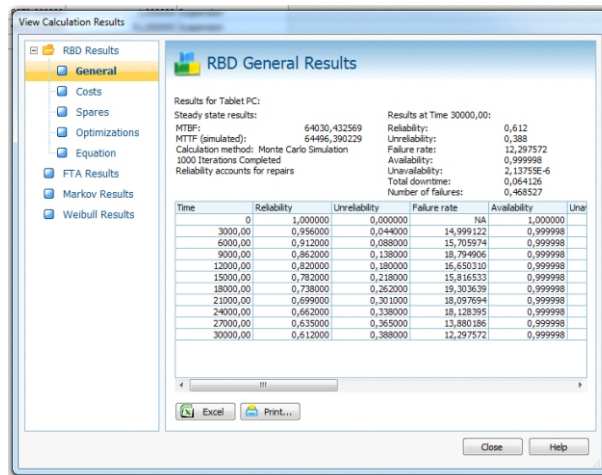 View Calculation Results
RBD Results
General
Costs
Spares
Optimizations
Equation
FTA Results
Markov Results
Weibull Results
RBD General Results
Results for Tablet PC:
Steady state results:
MTBF: 64030,432569
MTTF (simulated): 64496,390229
Calculation method: Monte Carlo Simulation
1000 Iterations Completed
Reliability accounts for repairs
Results at Time 30000,00:
Reliability: 0,612
Unreliability: 0,388
Failure rate: 12,297572
Availability: 0,999998
Unavailability: 2,13755E-6
Total downtime: 0,064126
Number of failures: 0,468527
Time Reliability Unreliability Failure rate Availability Una
0 1,000000 0,000000 NA 1,000000
3000,00 0,956000 0,044000 14,999122 0,999998
6000,00 0,912000 0,088000 15,705974 0,999998
9000,00 0,862000 0,138000 18,794906 0,999998
12000,00 0,820000 0,180000 16,650310 0,999998
15000,00 0,782000 0,218000 15,816533 0,999998
18000,00 0,738000 0,262000 19,303639 0,999998
21000,00 0,699000 0,301000 18,097694 0,999998
24000,00 0,662000 0,338000 18,128395 0,999998
27000,00 0,635000 0,365000 13,880186 0,999998
30000,00 0,612000 0,388000 12,297572 0,999998
Excel Print...
Close Help